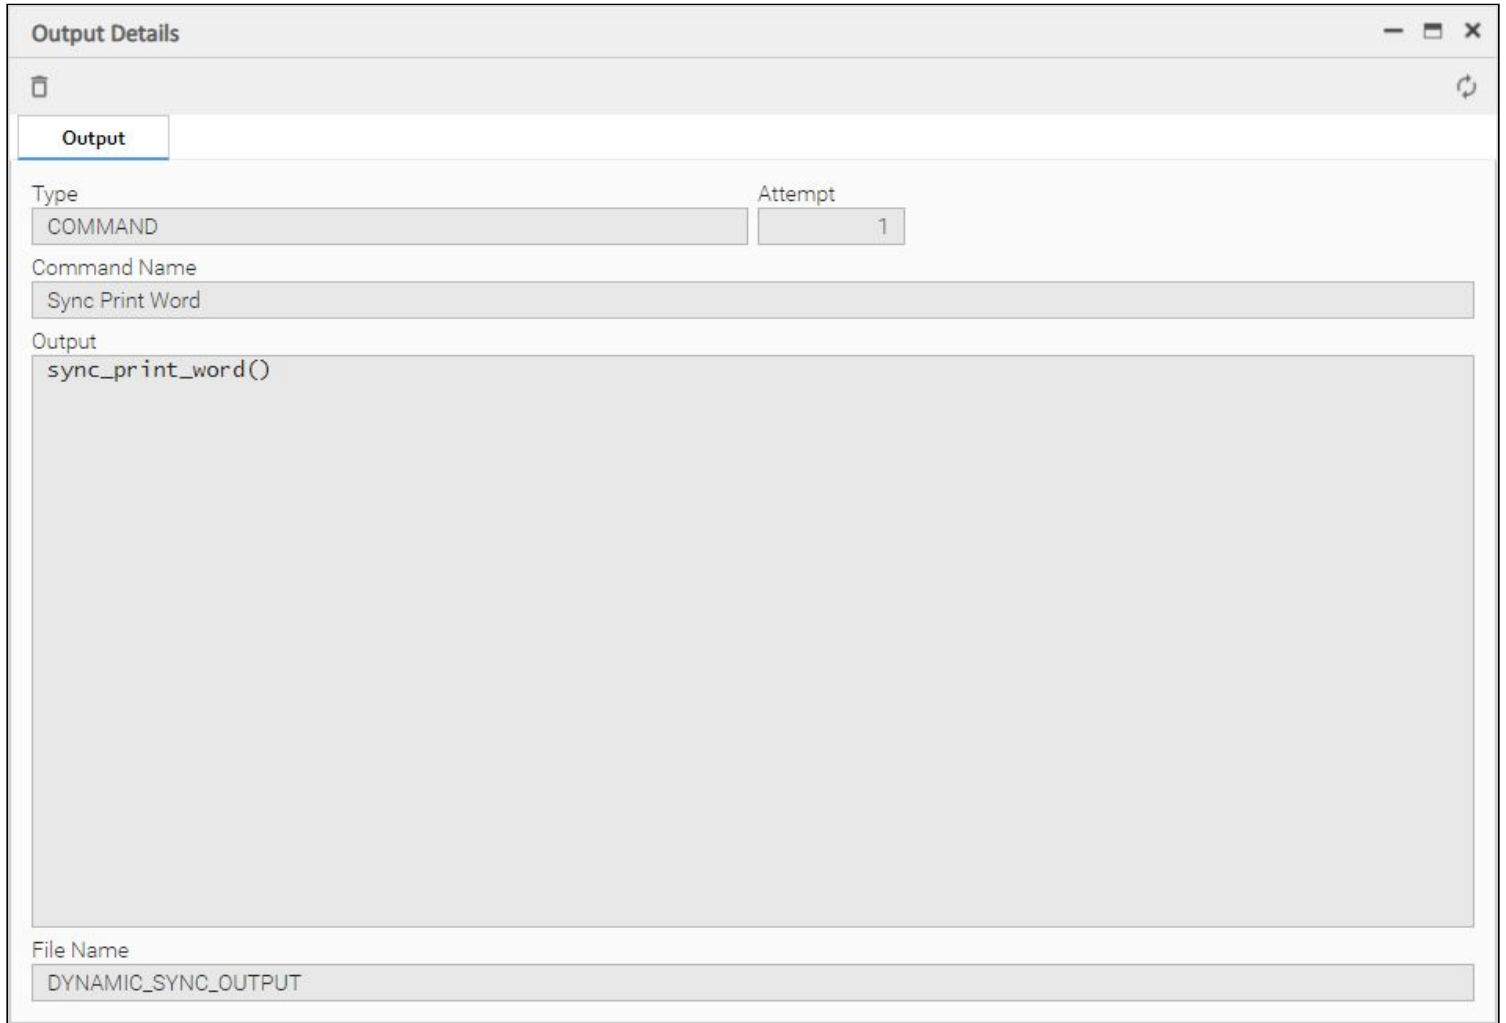 Output Details
Output
Type
Attempt
COMMAND
1
Command Name
Sync Print Word
Output
sync_print_word()
File Name
DYNAMIC_SYNC_OUTPUT